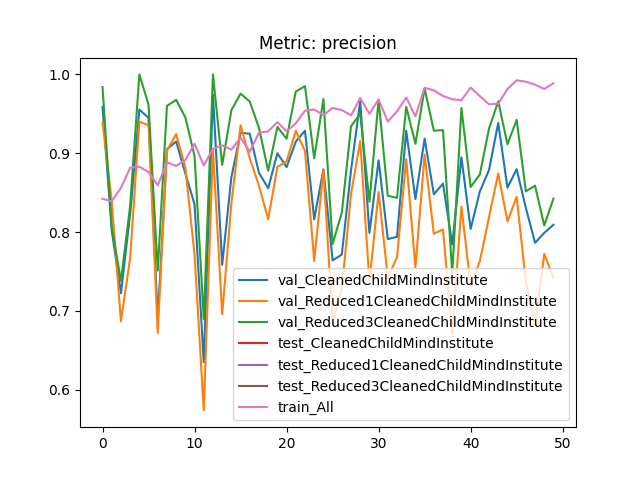 Metric: precision
1.0
0.9
0.8
0.7
0.6
val_CleanedChildMindInstitute
val_Reduced1CleanedChildMindInstitute
val_Reduced3CleanedChildMindInstitute
test_CleanedChildMindInstitute
test_Reduced1CleanedChildMindInstitute
test_Reduced3CleanedChildMindInstitute
train_All
0 10 20 30 40 50